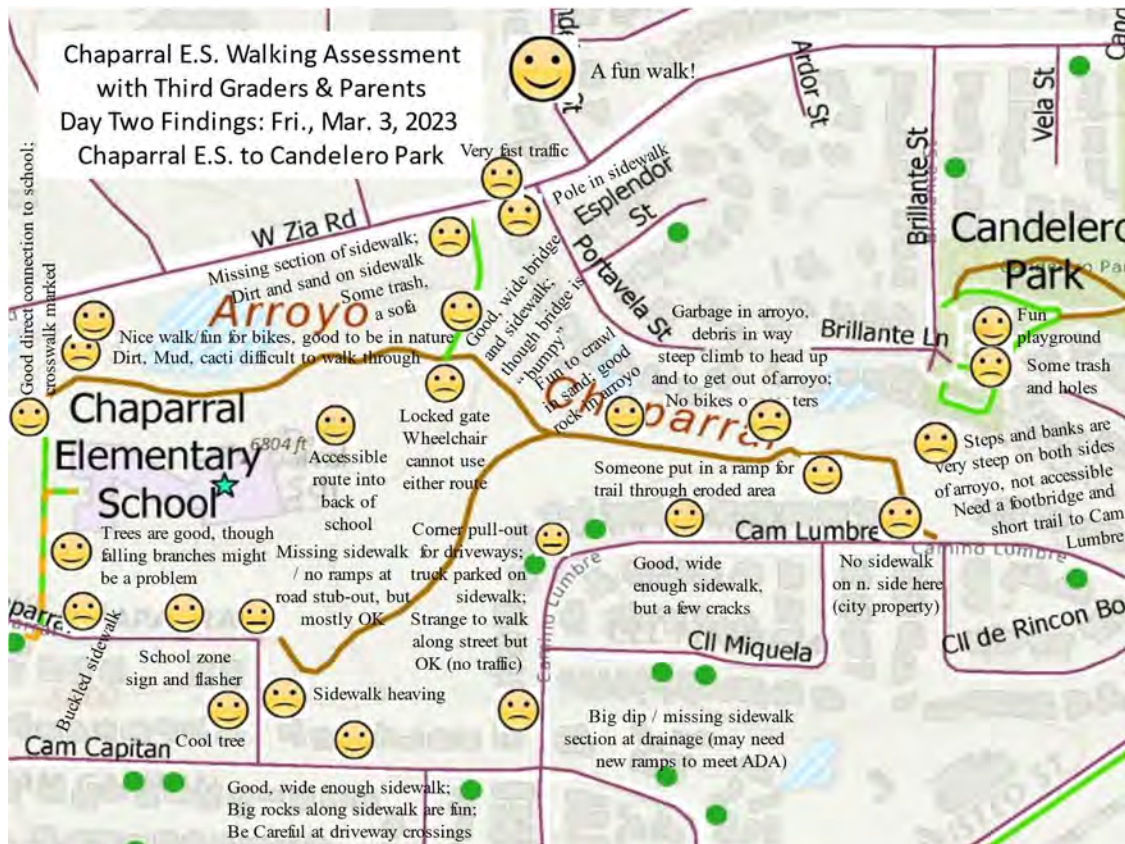 Chaparral E.S. Walking Assessment
with Third Graders & Parents
Day Two Findings: Fri., Mar. 3, 2023
Chaparral E.S. to Candelero Park
A fun walk!
Ardor St
Vela St
Brillante St
Very fast traffic
Pole in sidewalk
Esplendor
St
W Zia Rd
Candelero
Park
Good direct connection to school;
crosswalk marked
Missing section of sidewalk;
Dirt and sand on sidewalk
Some trash,
a sofa
Arroyo
Nice walk/fun for bikes, good to be in nature
Dirt, Mud, cacti difficult to walk through
Good, wide bridge
and sidewalk;
though bridge is
"bumpy"
Fun to crawl
in sand; good
rock in arroyo
Portavela St
Chaparral
Garbage in arroyo,
debris in way
steep climb to head up
and to get out of arroyo;
No bikes
Brillante Ln
Fun
playground
Some trash
and holes
Chaparral
Elementary
School
6804 ft
Accessible
route into
back of
school
Locked gate
Wheelchair
cannot use
either route
Someone put in a ramp for
trail through eroded area
Steps and banks are
very steep on both sides
of arroyo, not accessible
Need a footbridge and
short trail to Cam
Lumbre
Cam Lumbre
Camino Lumbre
Trees are good, though
falling branches might
be a problem
Missing sidewalk
/ no ramps at
road stub-out, but
mostly OK
Corner pull-out
for driveways;
truck parked on
sidewalk;
Strange to walk
along street but
OK (no traffic)
Camino Lumbre
Good, wide
enough sidewalk,
but a few cracks
No sidewalk
on n. side here
(city property)
Cll Miquela
Cll de Rincon Bo
Buckled sidewalk
School zone
sign and flasher
Cool tree
Sidewalk heaving
Cam Capitan
Big dip / missing sidewalk
section at drainage (may need
new ramps to meet ADA)
Good, wide enough sidewalk;
Big rocks along sidewalk are fun;
Be Careful at driveway crossings